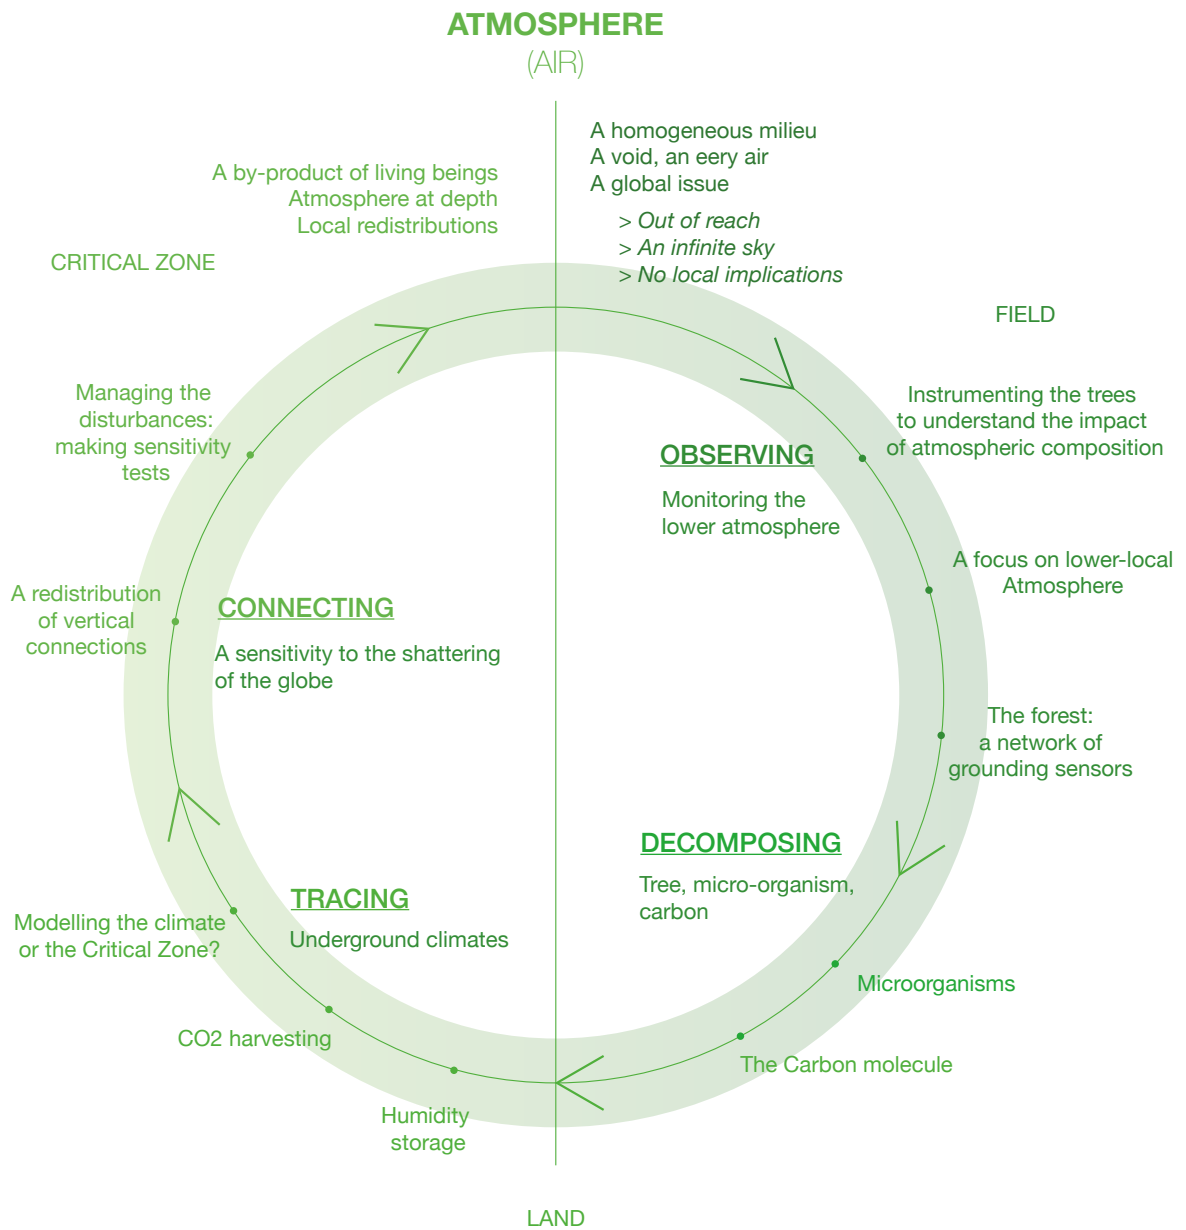 ATMOSPHERE
(AIR)
A homogeneous milieu
A void, an eery air
A global issue
> Out of reach
> An infinite sky
> No local implications
A by-product of living beings
Atmosphere at depth
Local redistributions
CRITICAL ZONE
FIELD
Instrumenting the trees
to understand the impact
of atmospheric composition
OBSERVING
Monitoring the
lower atmosphere
A focus on lower-local
Atmosphere
The forest:
a network of
grounding sensors
DECOMPOSING
Tree, micro-organism,
carbon
Microorganisms
The Carbon molecule
LAND
Humidity
storage
CO2 harvesting
TRACING
Underground climates
Modelling the climate
or the Critical Zone?
CONNECTING
A sensitivity to the shattering
of the globe
A redistribution
of vertical
connections
Managing the
disturbances:
making sensitivity
tests